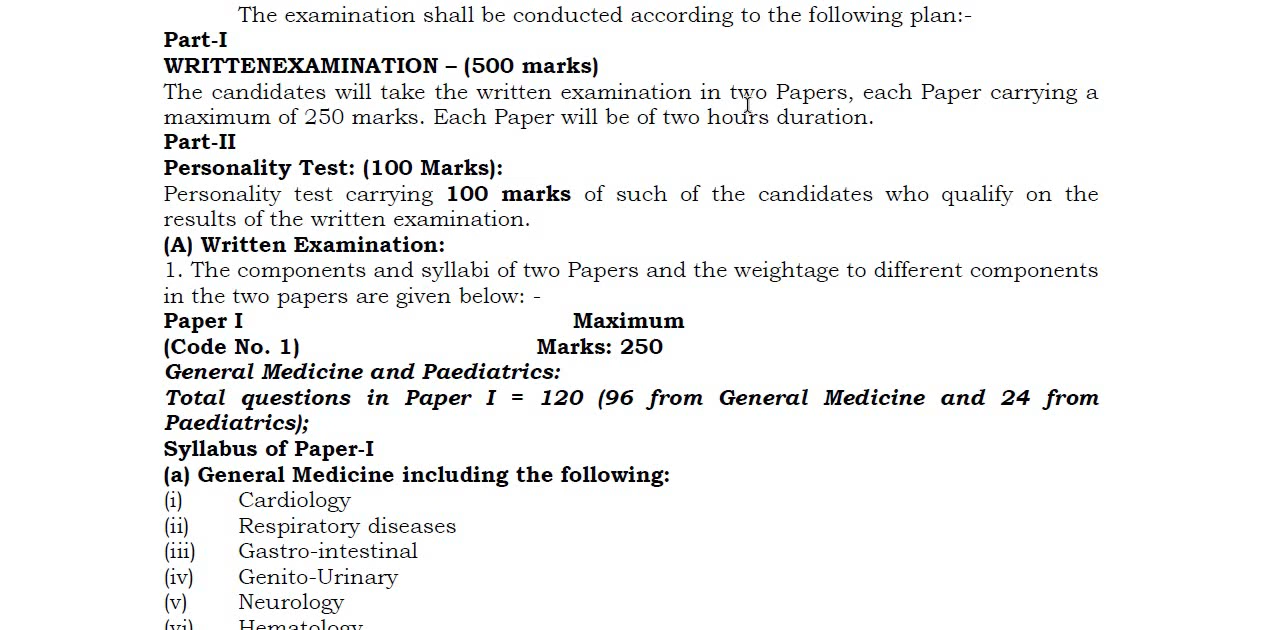 The examination shall be conducted according to the following plan:-
Part-I
WRITTENEXAMINATION – (500 marks)
The candidates will take the written examination in two Papers, each Paper carrying a
maximum of 250 marks. Each Paper will be of two hours duration.
Part-II
Personality Test: (100 Marks):
Personality test carrying 100 marks of such of the candidates who qualify on the
results of the written examination.
(A) Written Examination:
1. The components and syllabi of two Papers and the weightage to different components
in the two papers are given below: -
Paper I Maximum
(Code No. 1) Marks: 250
General Medicine and Paediatrics:
Total questions in Paper I = 120 (96 from General Medicine and 24 from
Paediatrics);
Syllabus of Paper-I
(a) General Medicine including the following:
(i) Cardiology
(ii) Respiratory diseases
(iii) Gastro-intestinal
(iv) Genito-Urinary
(v) Neurology
(vi) Hematology